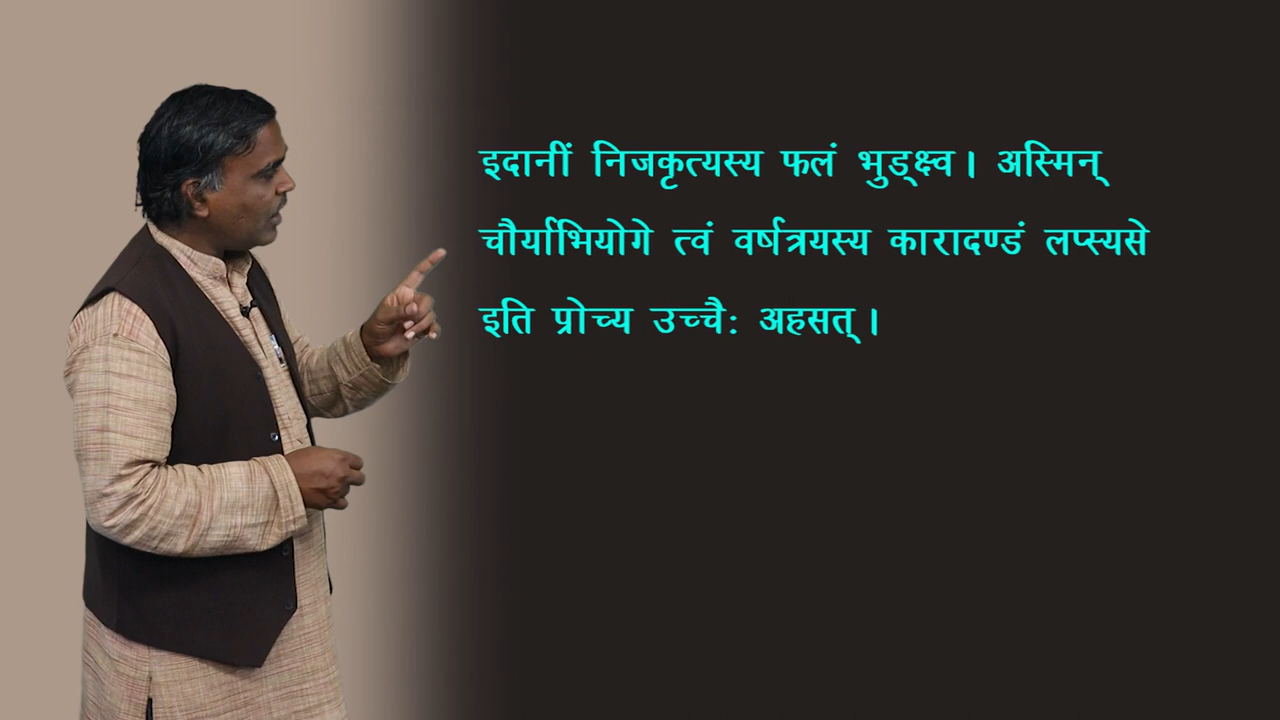 इदानीं निजकृत्यस्य फलं भुड्क्ष्व। अस्मिन्
चौर्याभियोगे त्वं वर्षत्रयस्य कारादण्डं लप्स्यसे
इति प्रोच्य उच्चैः अहसत्।